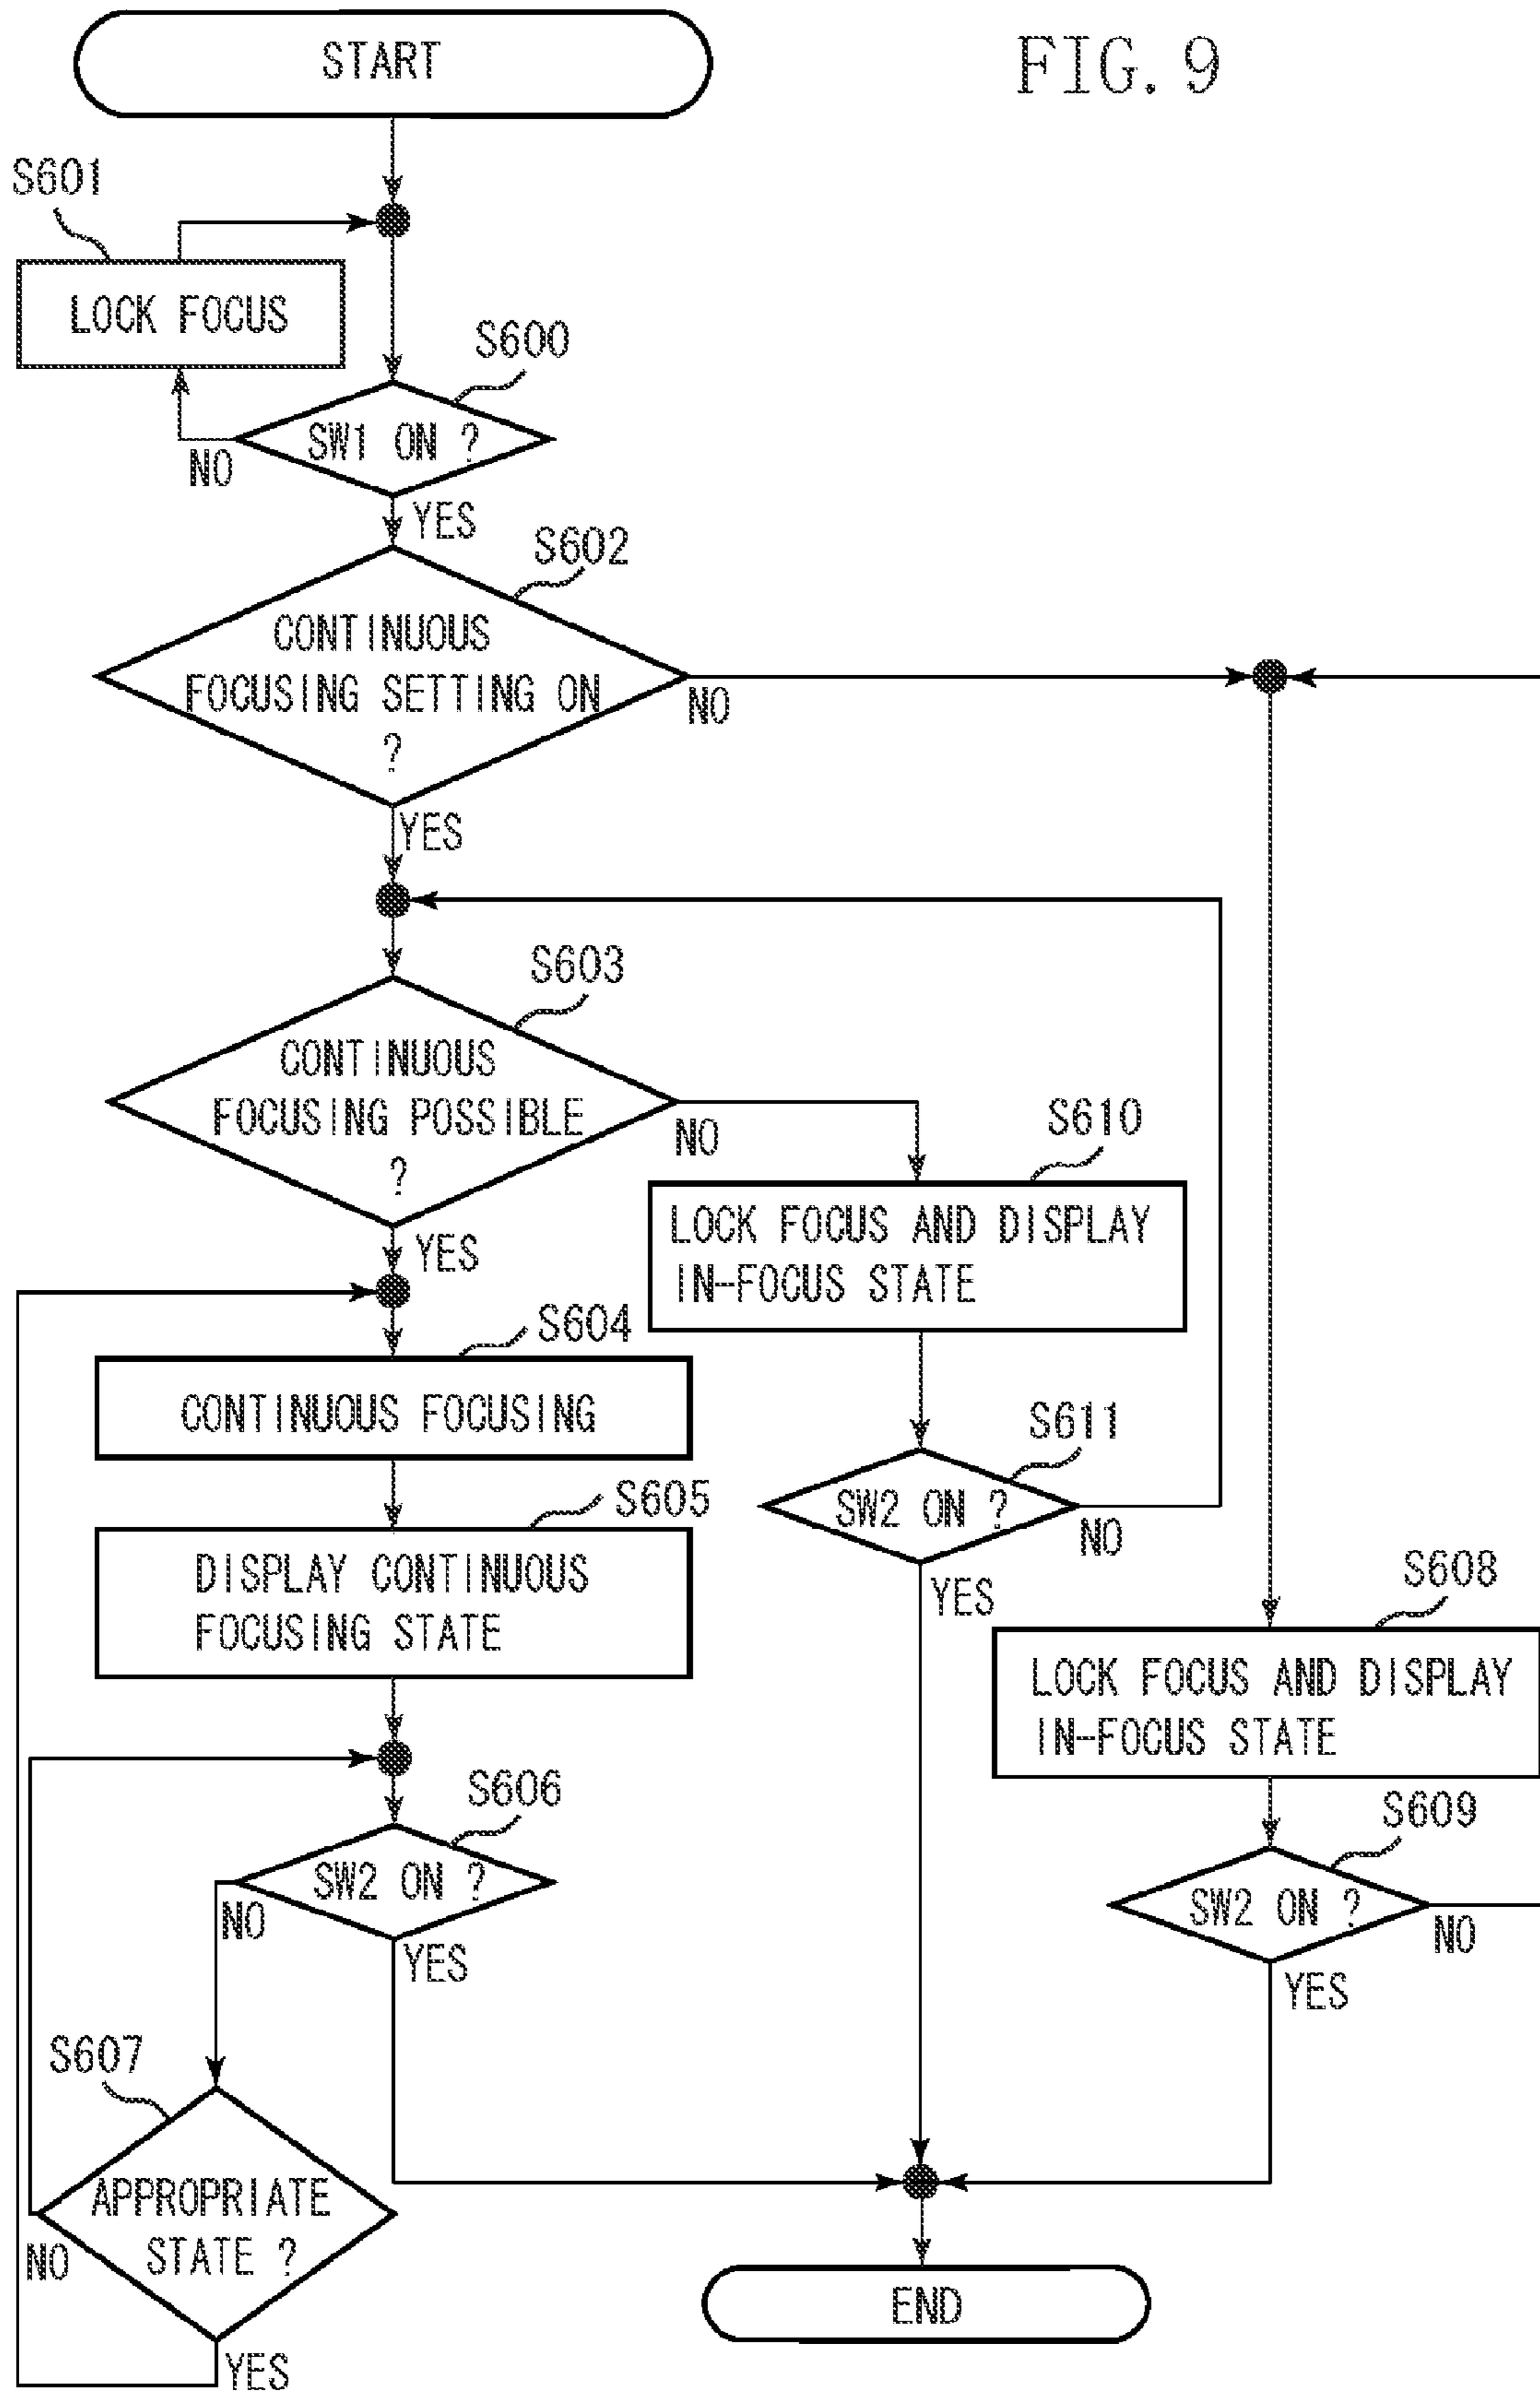 START
FIG. 9
S601
LOCK FOCUS
S600
SW1 ON ?
NO
YES
S602
CONTINUOUS
FOCUSING SETTING ON
?
NO
YES
S603
CONTINUOUS
FOCUSING POSSIBLE
?
NO
YES
S610
LOCK FOCUS AND DISPLAY
IN-FOCUS STATE
S604
CONTINUOUS FOCUSING
S611
SW2 ON ?
NO
YES
S605
DISPLAY CONTINUOUS
FOCUSING STATE
S608
LOCK FOCUS AND DISPLAY
IN-FOCUS STATE
S606
SW2 ON ?
NO
YES
S609
SW2 ON ?
NO
YES
S607
APPROPRIATE
STATE ?
NO
YES
END